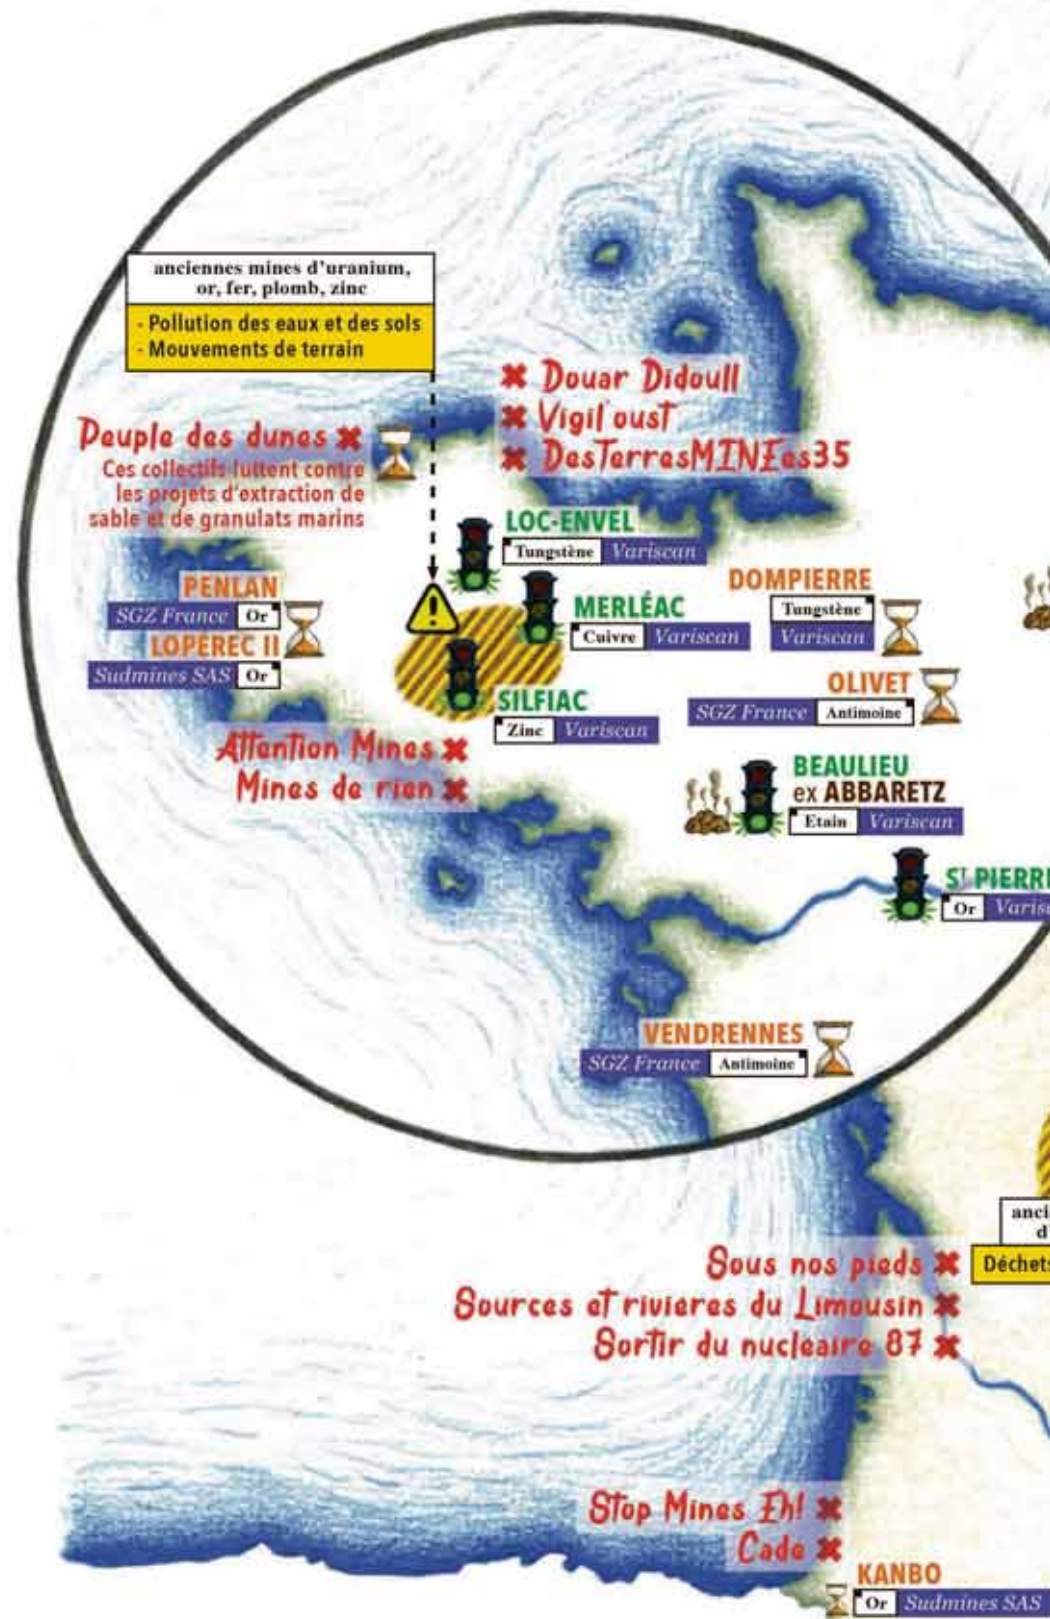 anciennes mines d'uranium,
or, fer, plomb, zinc
- Pollution des eaux et des sols
- Mouvements de terrain
Douar Didoull
Vigil'oust
DesTerresMINEes35
Peuple des dunes
Ces collectifs luttent contre
les projets d'extraction de
sable et de granulats marins
LOC-ENVEL
Tungstène Variscan
PENLAN
SGZ France Or
LOPÉREC II
Sudmines SAS Or
MERLÉAC
Cuivre Variscan
DOMPIERRE
Tungstène
Variscan
SILFIAC
Zinc Variscan
OLIVET
SGZ France Antimoine
Attention Mines
Mines de rien
BEAULIEU
ex ABBARETZ
Etain Variscan
ST PIERRE
Or Varisc
VENDRENNES
SGZ France Antimoine
anci
d'
Déchets
Sous nos pieds
Sources et rivieres du Limousin
Sortir du nucleaire 87
Stop Mines Eh!
Cade
KANBO
Or Sudmines SAS